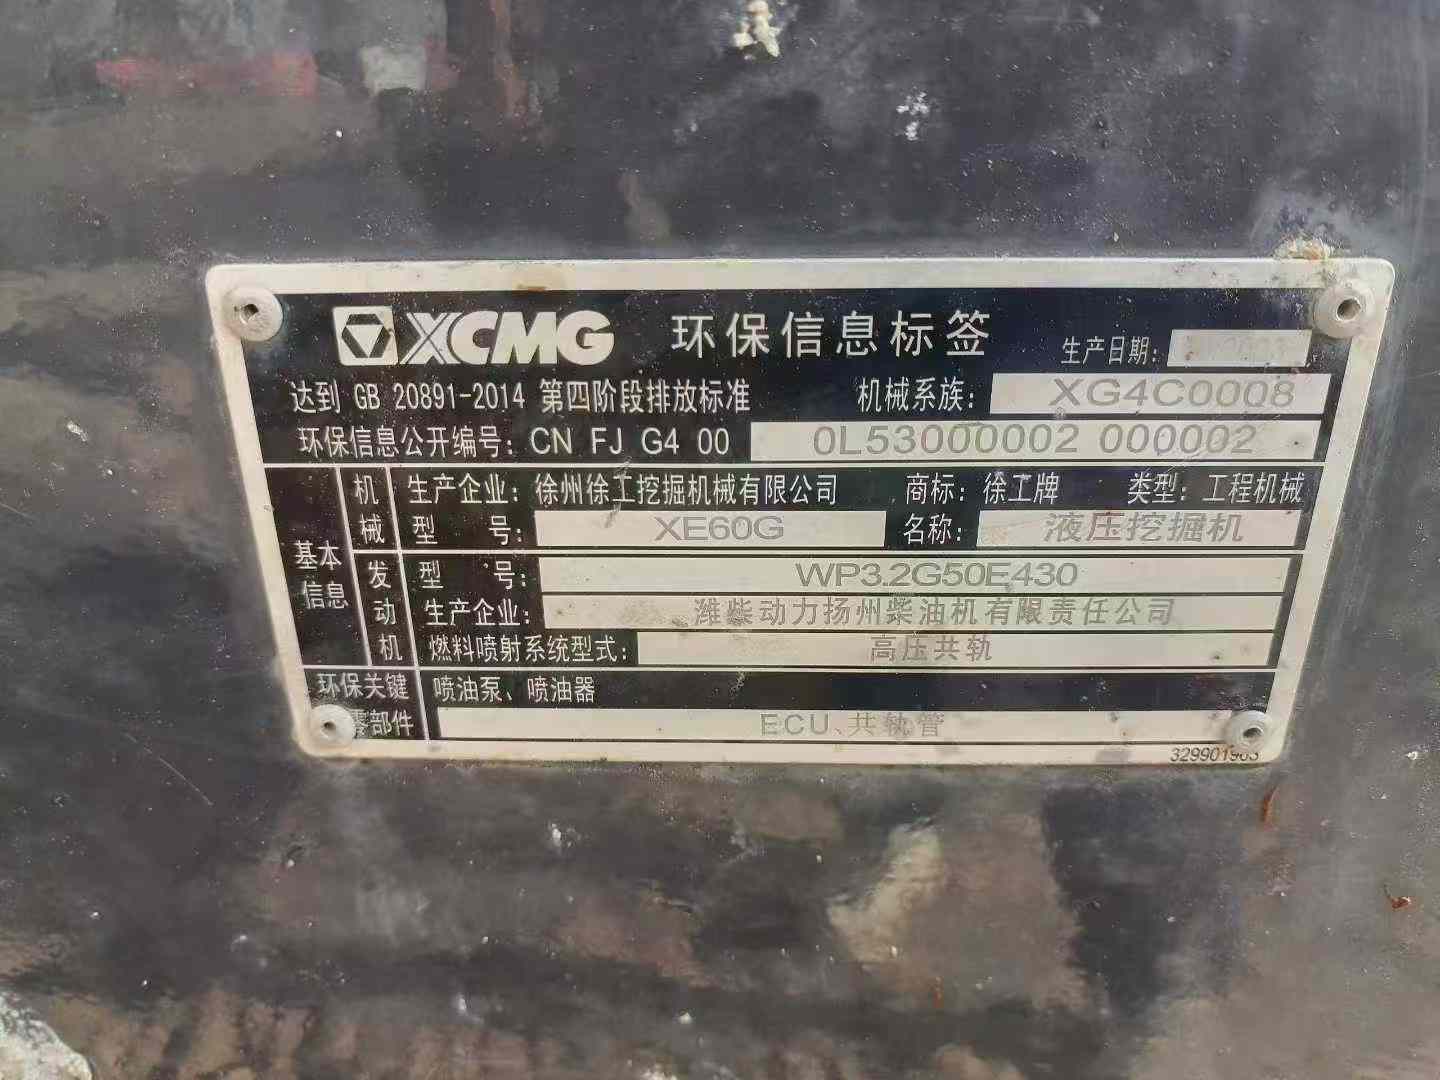 XCMG 环保信息标签 生产日期:
达到 GB 20891-2014 第四阶段排放标准 机械系族: XG4C0008
环保信息公开编号: CN FJ G4 00 0L53000002 000002
基本信息
机械
生产企业: 徐州徐工挖掘机械有限公司 商标: 徐工牌 类型: 工程机械
型 号: XE60G 名称: 液压挖掘机
发动机
型 号: WP3.2G50E430
生产企业: 潍柴动力扬州柴油机有限责任公司
燃料喷射系统型式: 高压共轨
环保关键 喷油泵、喷油器
零部件 ECU、共轨管
329901903